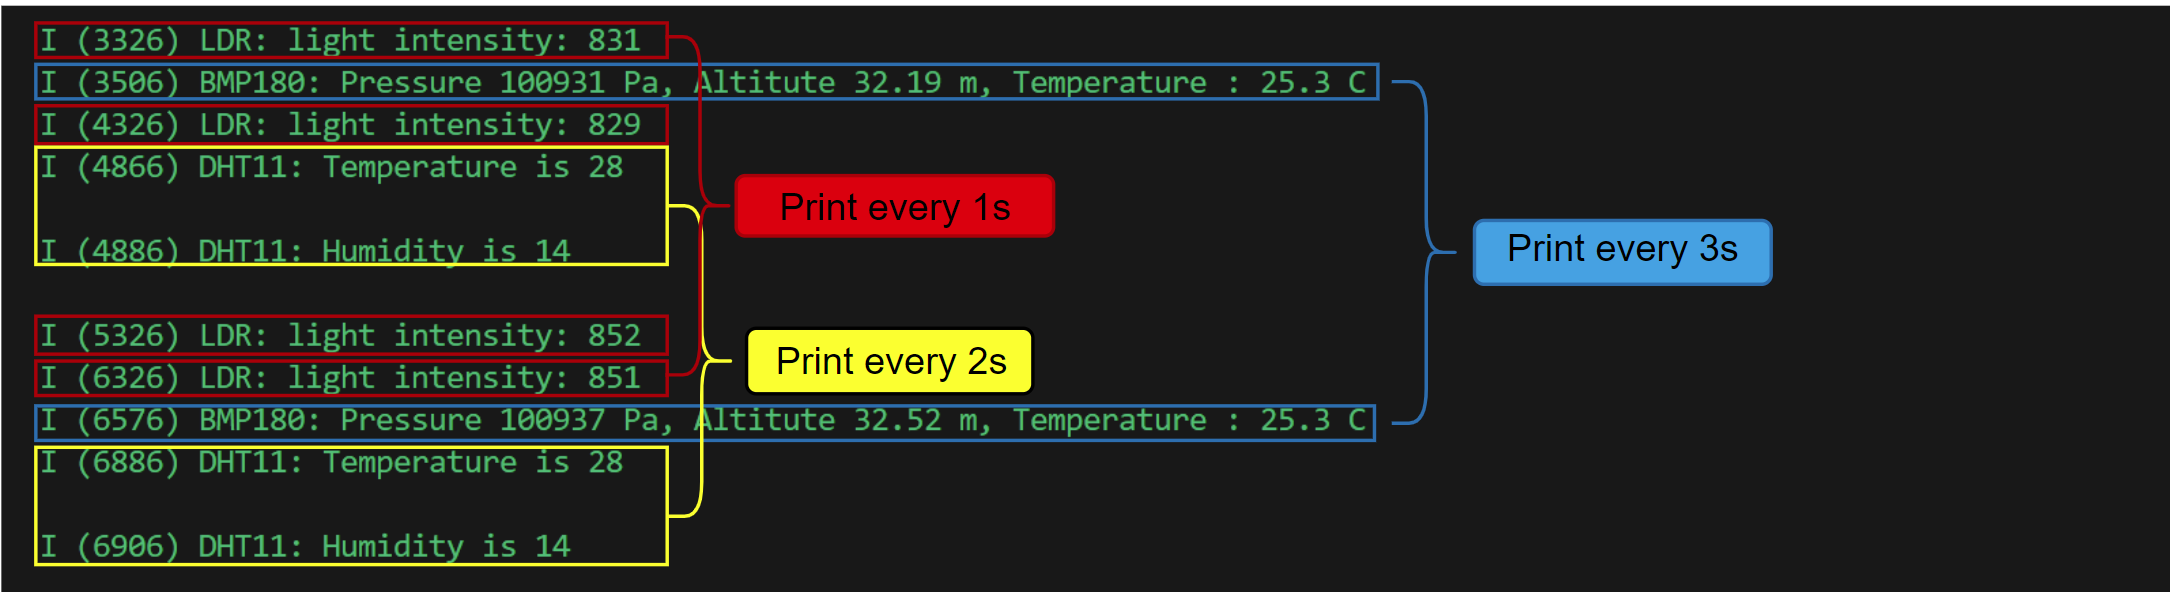 I (3326) LDR: light intensity: 831
I (3506) BMP180: Pressure 100931 Pa, Altitute 32.19 m, Temperature : 25.3 C
I (4326) LDR: light intensity: 829
I (4866) DHT11: Temperature is 28
Print every 1s
I (4886) DHT11: Humidity is 14
Print every 3s
I (5326) LDR: light intensity: 852
Print every 2s
I (6326) LDR: light intensity: 851
I (6576) BMP180: Pressure 100937 Pa, Altitute 32.52 m, Temperature : 25.3 C
I (6886) DHT11: Temperature is 28
I (6906) DHT11: Humidity is 14